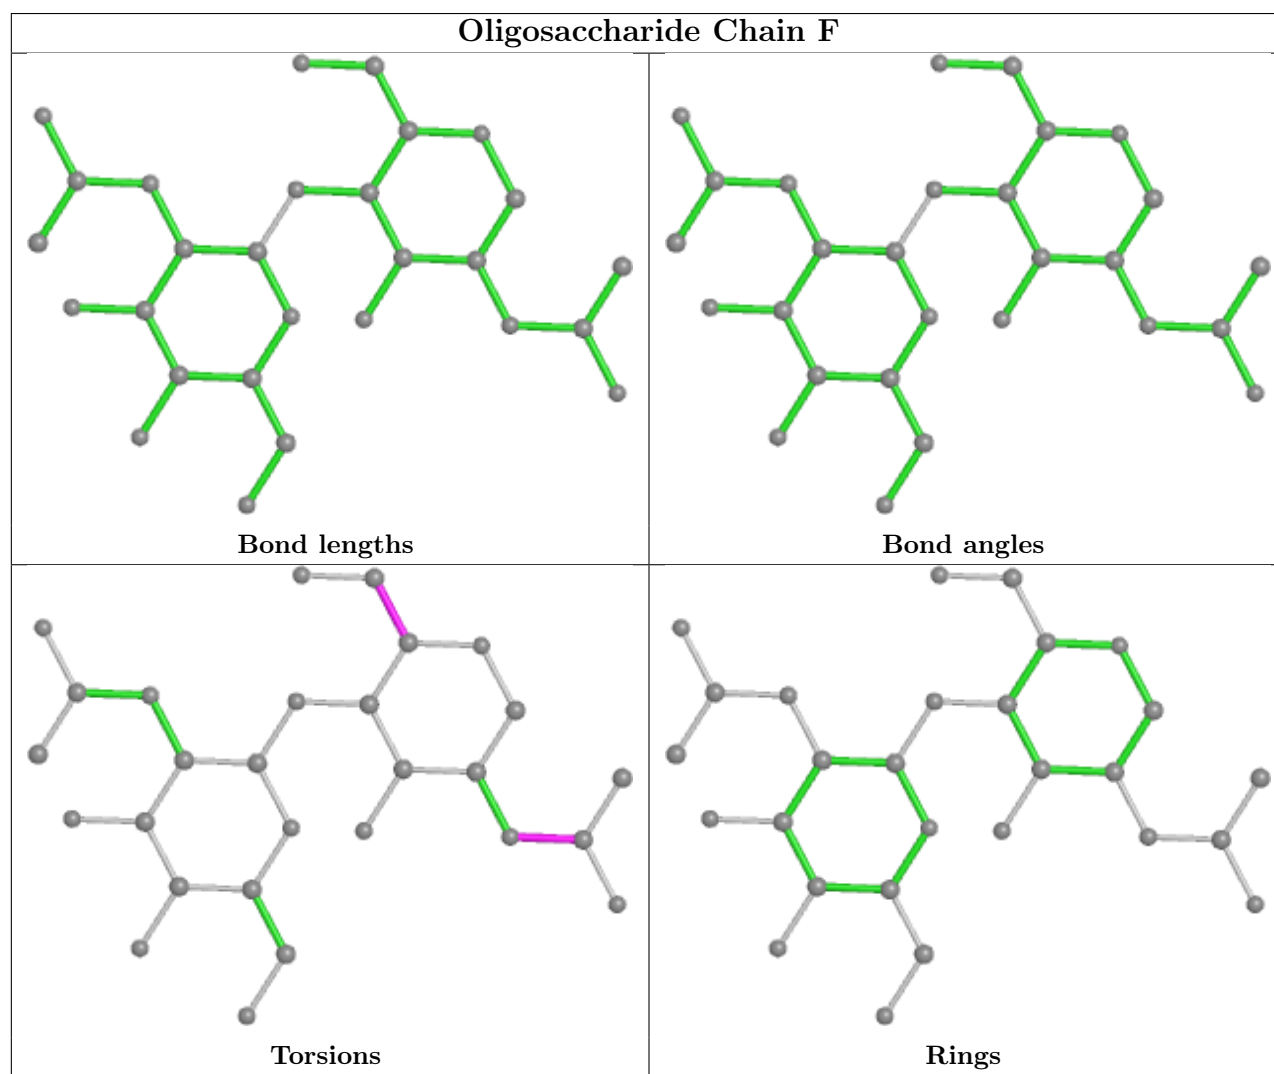 Oligosaccharide Chain F
Bond lengths
Bond angles
Torsions
Rings